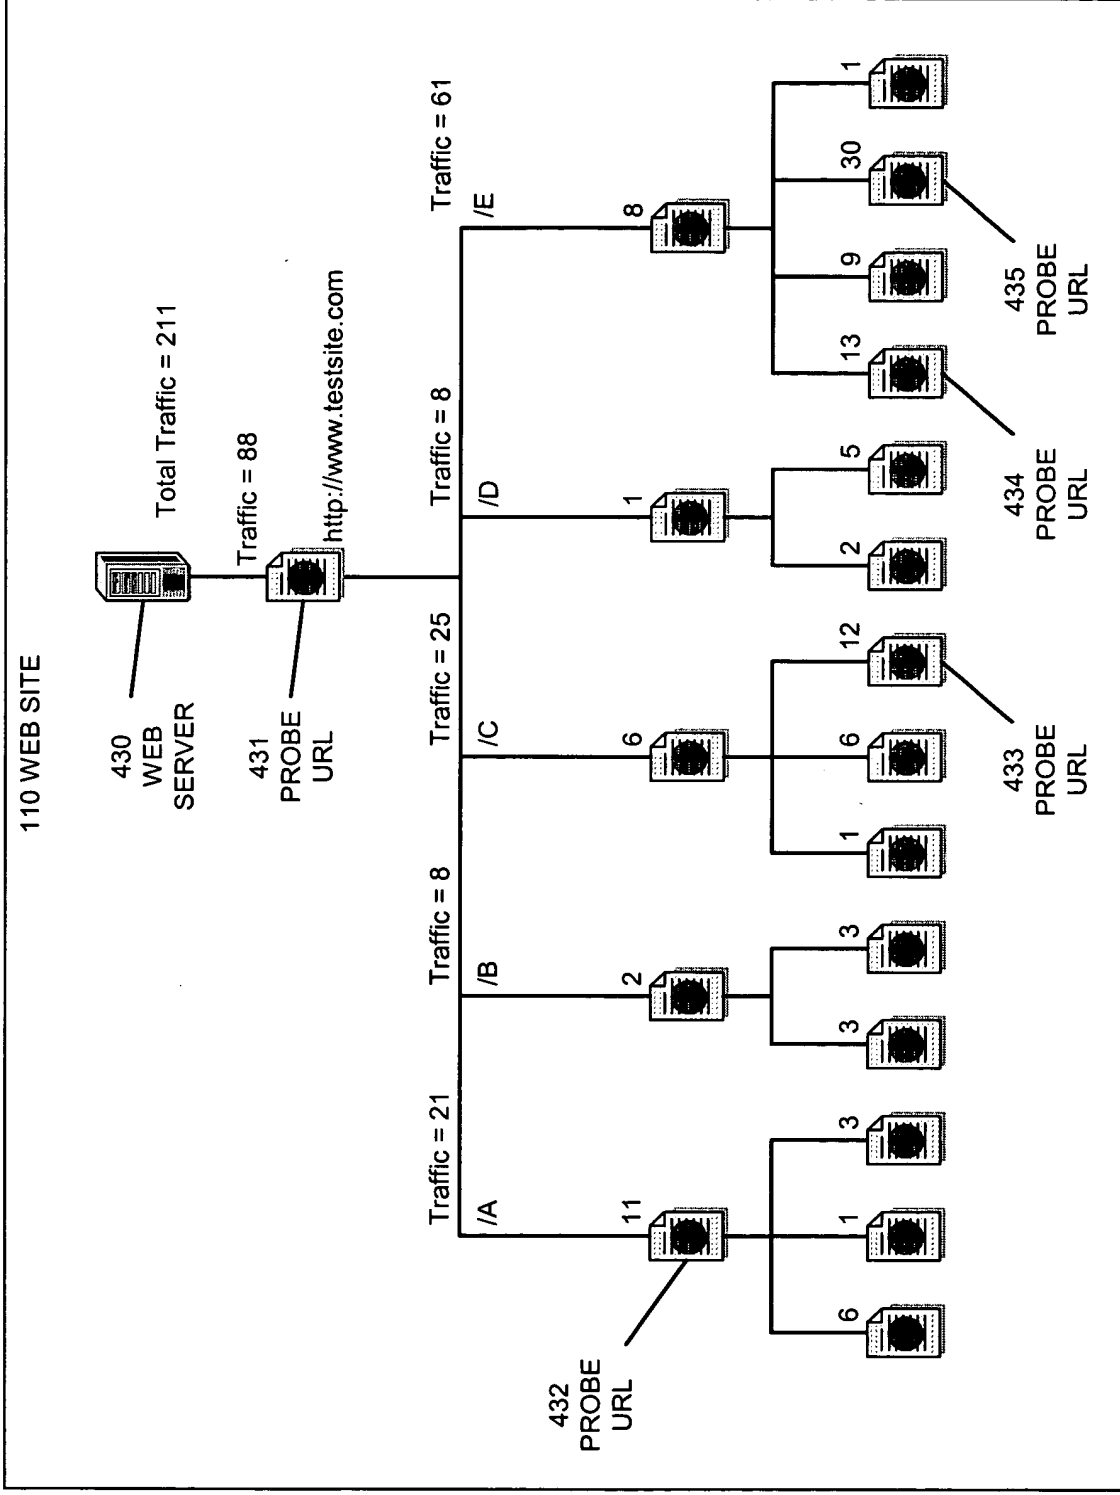 110 WEB SITE
430
WEB
SERVER
Total Traffic = 211
Traffic = 88
431
PROBE
URL
http://www.testsite.com
Traffic = 21
Traffic = 8
Traffic = 25
Traffic = 8
Traffic = 61
/A
/B
/C
/D
/E
11
2
6
1
8
432
PROBE
URL
6
1
3
3
3
1
6
12
2
5
13
9
30
1
433
PROBE
URL
434
PROBE
URL
435
PROBE
URL